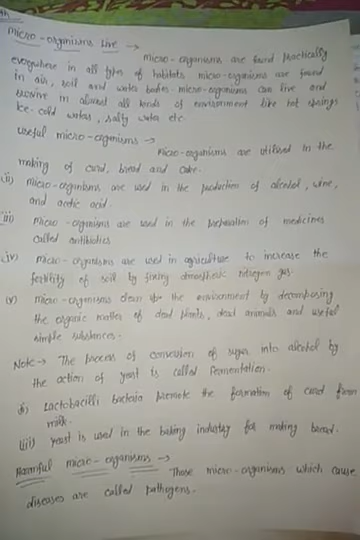 Micro-organisms Live →
Micro-organisms are found practically
everywhere in all types of habitats micro-organisms are found
in air, soil and water bodies. micro-organisms can live and
survive in almost all kinds of environment like hot springs
Ice-cold water, salty water etc.
Useful micro-organisms →
Micro-organisms are utilised in the
making of curd, bread and cake.
(ii) Micro-organisms are used in the production of alcohol, wine,
and acetic acid.
(iii) Micro-organisms are used in the preparation of medicines
called antibiotics
(iv) Micro-organisms are used in agriculture to increase the
fertility of soil by fixing atmospheric nitrogen gas.
(v) Micro-organisms clean up the environment by decomposing
the organic matter of dead plants, dead animals and useful
simple substances.
Note → The process of conversion of sugar into alcohol by
the action of yeast is called fermentation.
Lactobacilli bacteria promote the formation of curd from
milk.
(iii) Yeast is used in the baking industry for making bread.
Harmful micro-organisms →
Those micro-organisms which cause
diseases are called pathogens.